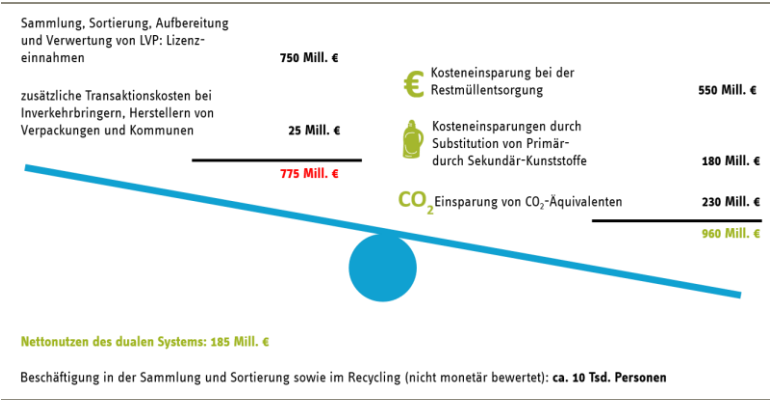 Sammlung, Sortierung, Aufbereitung
und Verwertung von LVP: Lizenz-
einnahmen 750 Mill. €
zusätzliche Transaktionskosten bei
Inverkehrbringern, Herstellern von
Verpackungen und Kommunen 25 Mill. €
775 Mill. €
€ Kosteneinsparung bei der
Restmüllentsorgung 550 Mill. €
Kosteneinsparungen durch
Substitution von Primär-
durch Sekundär-Kunststoffe 180 Mill. €
CO₂ Einsparung von CO₂-Äquivalenten 230 Mill. €
960 Mill. €
Nettonutzen des dualen Systems: 185 Mill. €
Beschäftigung in der Sammlung und Sortierung sowie im Recycling (nicht monetär bewertet): ca. 10 Tsd. Personen